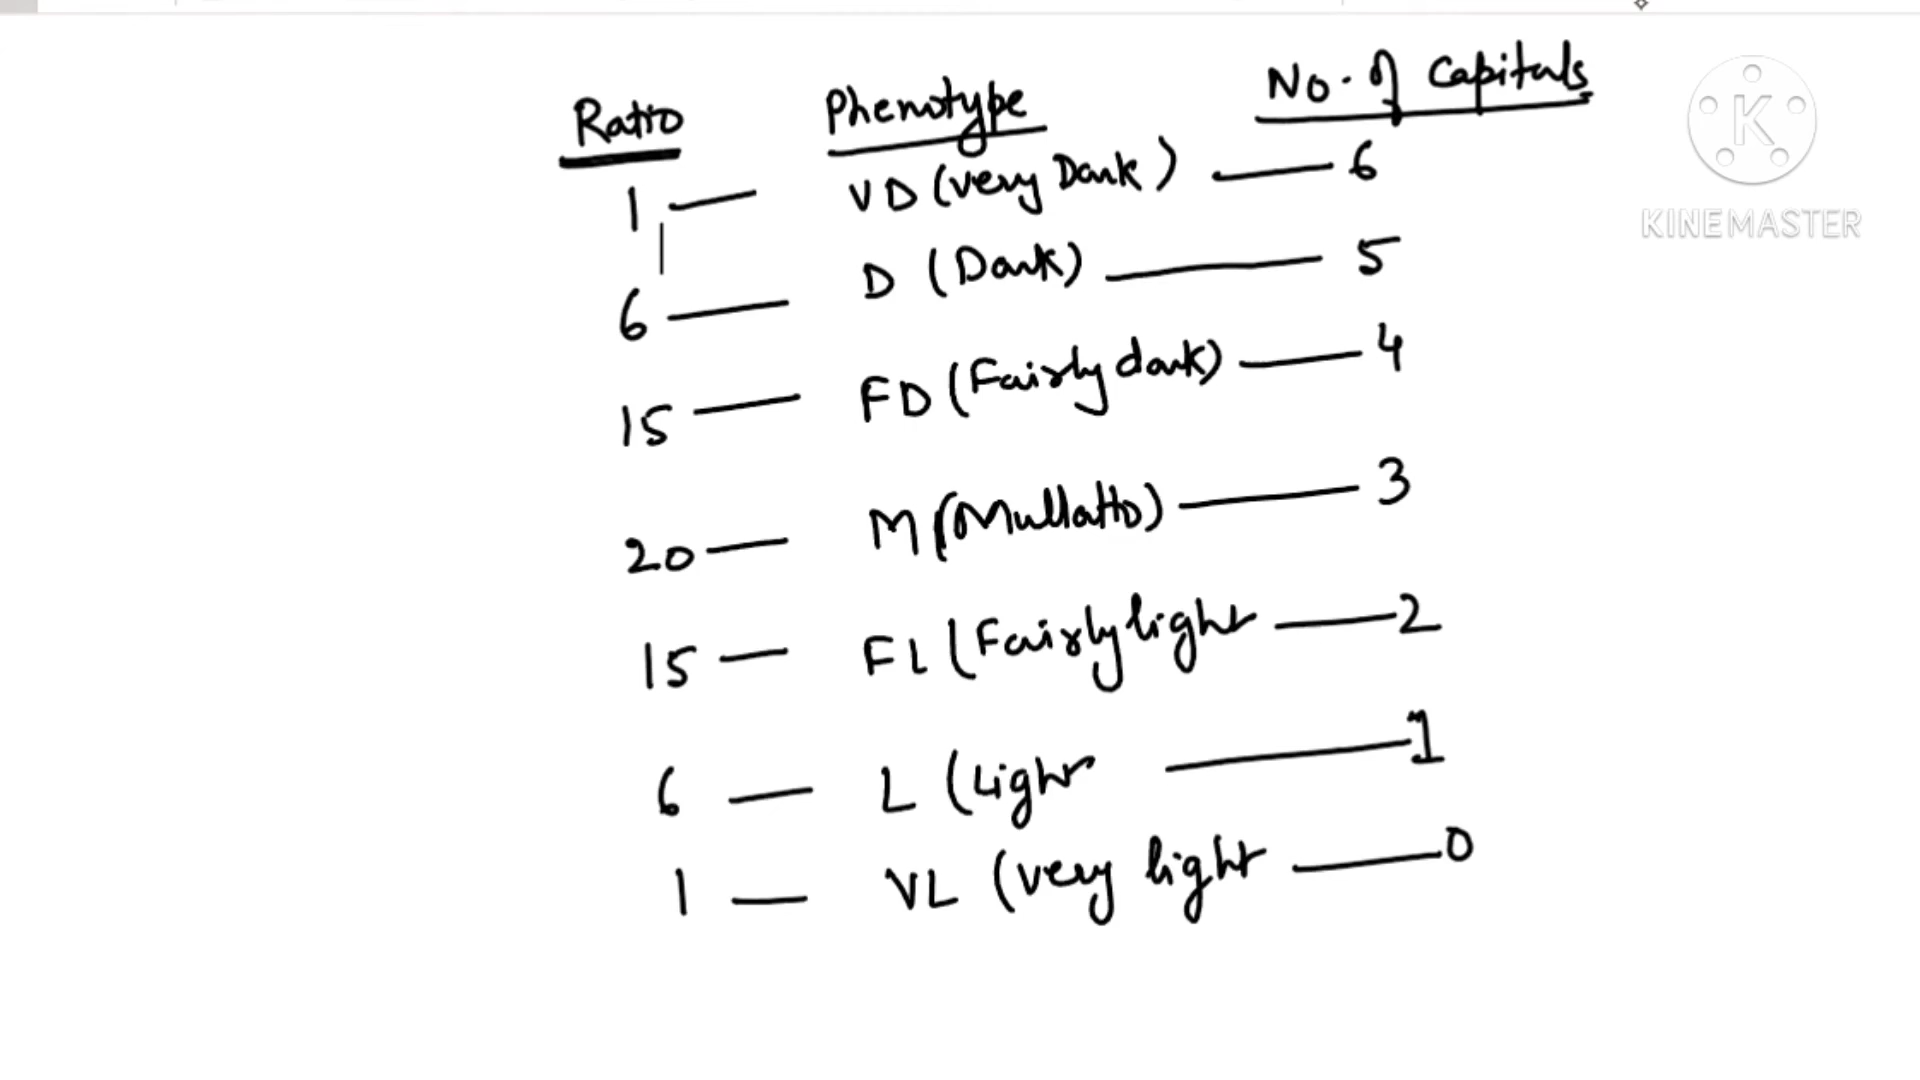 Ratio Phenotype No. of Capitals
1 — VD (Very Dark) — 6
6 — D (Dark) — 5
15 — FD (Fairly dark) — 4
20 — M (Mullatto) — 3
15 — FL (Fairly light — 2
6 — L (Light — 1
1 — VL (very light — 0
K
KINEMASTER